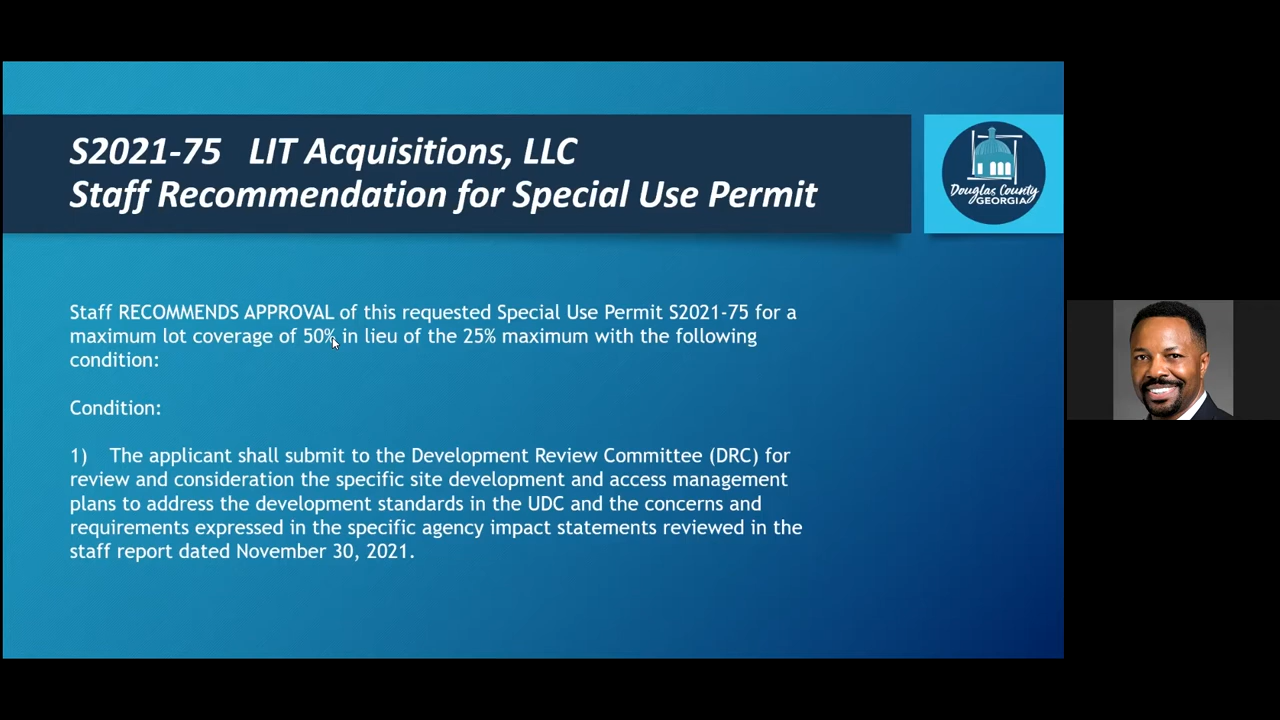 S2021-75 LIT Acquisitions, LLC
Staff Recommendation for Special Use Permit
Douglas County
GEORGIA
Staff RECOMMENDS APPROVAL of this requested Special Use Permit S2021-75 for a
maximum lot coverage of 50% in lieu of the 25% maximum with the following
condition:
Condition:
1) The applicant shall submit to the Development Review Committee (DRC) for
review and consideration the specific site development and access management
plans to address the development standards in the UDC and the concerns and
requirements expressed in the specific agency impact statements reviewed in the
staff report dated November 30, 2021.